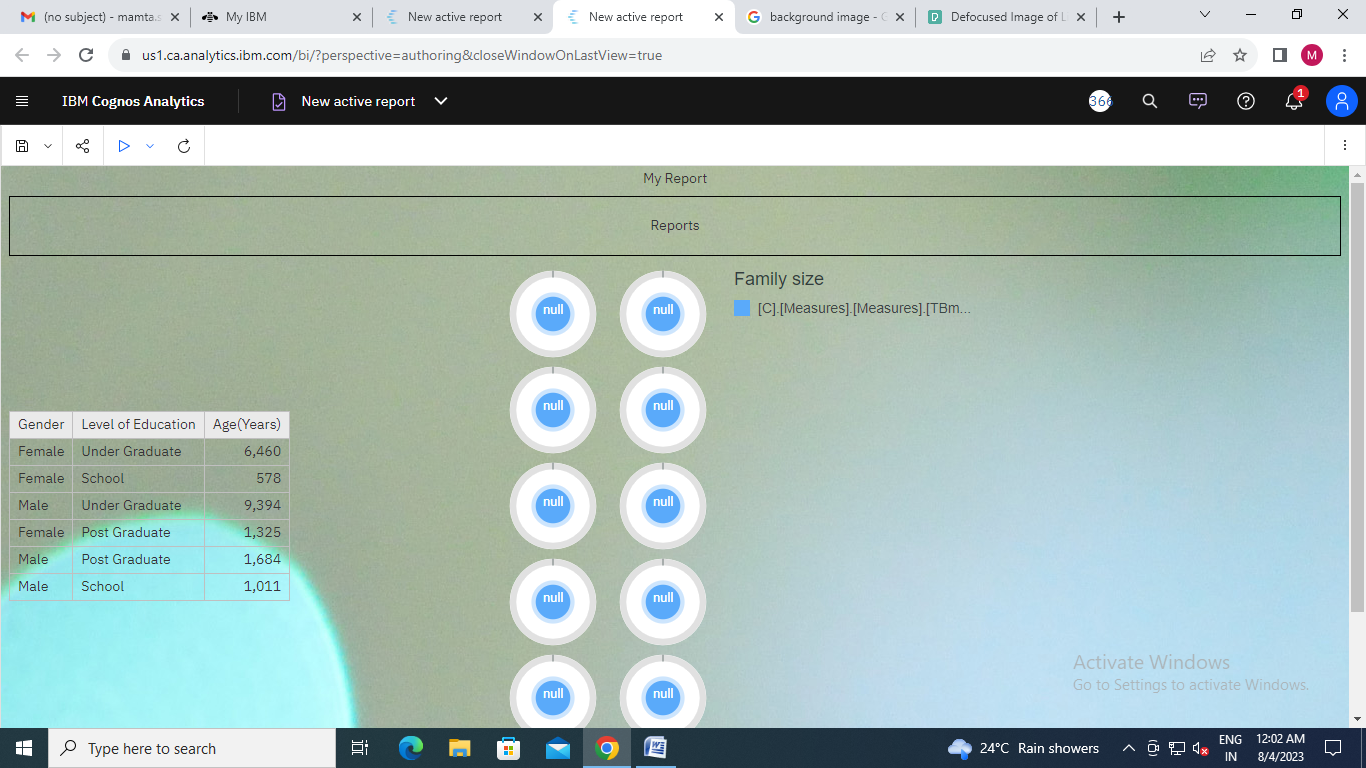 (no subject) - mamta.s
My IBM
New active report
New active report
background image - G
Defocused Image of L
us1.ca.analytics.ibm.com/bi/?perspective=authoring&closeWindowOnLastView=true
M
IBM Cognos Analytics
New active report
366
1
My Report
Reports
Family size
[C].[Measures].[Measures].[TBm...
null null
null null
null null
null null
null null
Gender Level of Education Age(Years)
Female Under Graduate 6,460
Female School 578
Male Under Graduate 9,394
Female Post Graduate 1,325
Male Post Graduate 1,684
Male School 1,011
Activate Windows
Go to Settings to activate Windows.
Type here to search
24°C Rain showers
ENG
IN
12:02 AM
8/4/2023